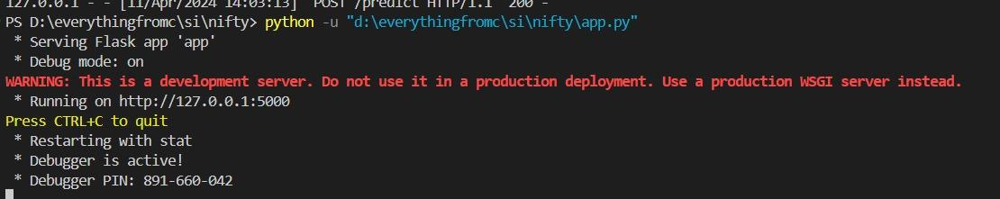 127.0.0.1 - - [11/Apr/2024 14:03:13] "POST /predict HTTP/1.1" 200 -
PS D:\everythingfromc\si\nifty> python -u "d:\everythingfromc\si\nifty\app.py"
 * Serving Flask app 'app'
 * Debug mode: on
WARNING: This is a development server. Do not use it in a production deployment. Use a production WSGI server instead.
 * Running on http://127.0.0.1:5000
Press CTRL+C to quit
 * Restarting with stat
 * Debugger is active!
 * Debugger PIN: 891-660-042